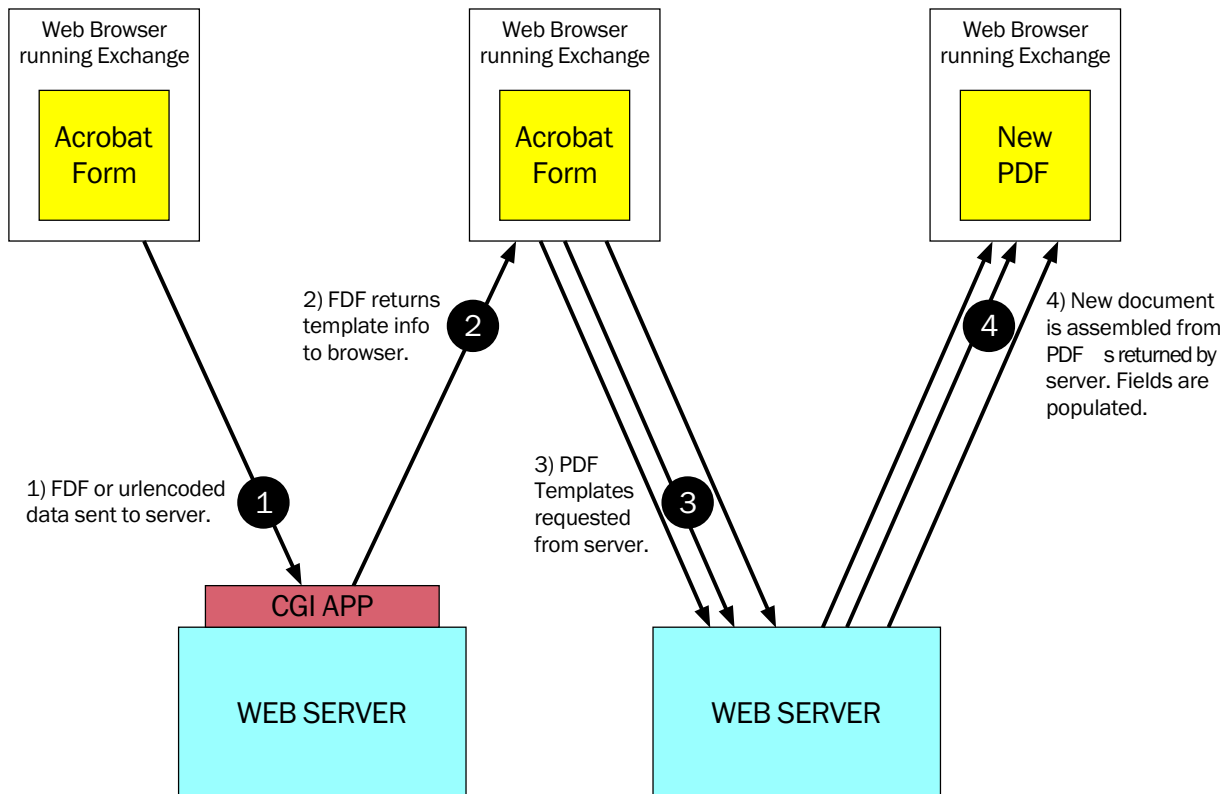 Web Browser
running Exchange
Acrobat
Form
Web Browser
running Exchange
Acrobat
Form
Web Browser
running Exchange
New
PDF
2) FDF returns
template info
to browser.
2
4
4) New document
is assembled from
PDF s returned by
server. Fields are
populated.
1) FDF or urlencoded
data sent to server.
1
3) PDF
Templates
requested
from server.
3
CGI APP
WEB SERVER
WEB SERVER